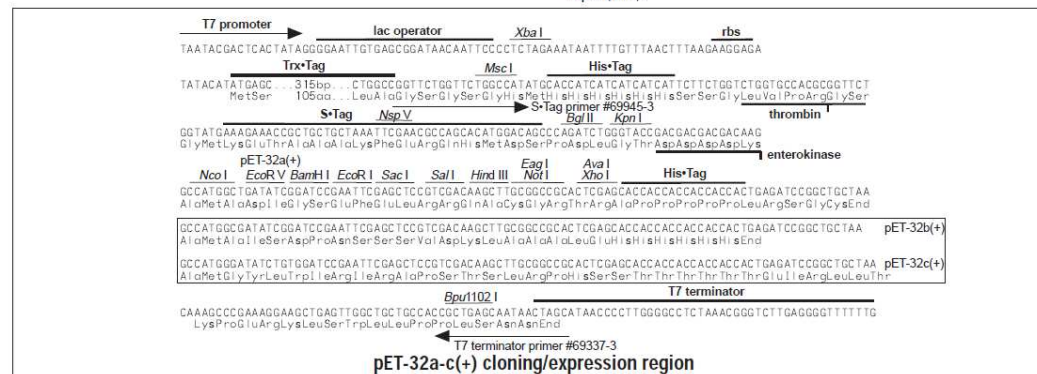 T7 promoter lac operator Xba I rbs
TAATACGACTCACTATAGGGGAATTGTGAGCGGATAACAATTCCCCTCTAGAAATAATTTTGTTTAACTTTAAGAAGGAGA
Trx•Tag Msc I His•Tag
TATACATATGAGC...315bp...CTGGCCGGTTCTGGTTCTGGCCATATGCACCATCATCATCATCATTCTTCTGGTCTGGTGCCACGCGGTTCT
MetSer 105aa...LeuAlaGlySerGlySerGlyHisMetHisHisHisHisHisHisSerSerGlyLeuValProArgGlySer
S•Tag primer #69945-3
thrombin
S•Tag Nsp V Bgl II Kpn I
GGTATGAAAGAAACCGCTGCTGCTAAATTCGAACGCCAGCACATGGACAGCCCAGATCTGGGTACCGACGACGACGACAAG
GlyMetLysGluThrAlaAlaAlaLysPheGluArgGlnHisMetAspSerProAspLeuGlyThrAspAspAspAspLys
enterokinase
pET-32a(+)
Nco I EcoR V BamH I EcoR I Sac I Sal I Hind III Eag I Not I Ava I Xho I His•Tag
GCCATGGCTGATATCGGATCCGAATTCGAGCTCCGTCGACAAGCTTGCGGCCGCACTCGAGCACCACCACCACCACCACTGAGATCCGGCTGCTAA
AlaMetAlaAspIleGlySerGluPheGluLeuArgArgGlnAlaCysGlyArgThrArgAlaProProProProProProLeuArgSerGlyCysEnd
GCCATGGCGATATCGGATCCGAATTCGAGCTCCGTCGACAAGCTTGCGGCCGCACTCGAGCACCACCACCACCACCACTGAGATCCGGCTGCTAA pET-32b(+)
AlaMetAlaIleSerAspProAsnSerSerSerValAspLysLeuAlaAlaAlaLeuGluHisHisHisHisHisHisEnd
GCCATGGGATATCTGTGGATCCGAATTCGAGCTCCGTCGACAAGCTTGCGGCCGCACTCGAGCACCACCACCACCACCACTGAGATCCGGCTGCTAA pET-32c(+)
AlaMetGlyTyrLeuTrpIleArgIleArgAlaProSerThrSerLeuArgProHisSerSerThrThrThrThrThrThrGluIleArgLeuLeuThr
Bpu1102 I T7 terminator
CAAAGCCCGAAAGGAAGCTGAGTTGGCTGCTGCCACCGCTGAGCAATAACTAGCATAACCCCTTGGGGCCTCTAAACGGGTCTTGAGGGGTTTTTTG
LysProGluArgLysLeuSerTrpLeuLeuProProLeuSerAsnAsnEnd
T7 terminator primer #69337-3
pET-32a-c(+) cloning/expression region